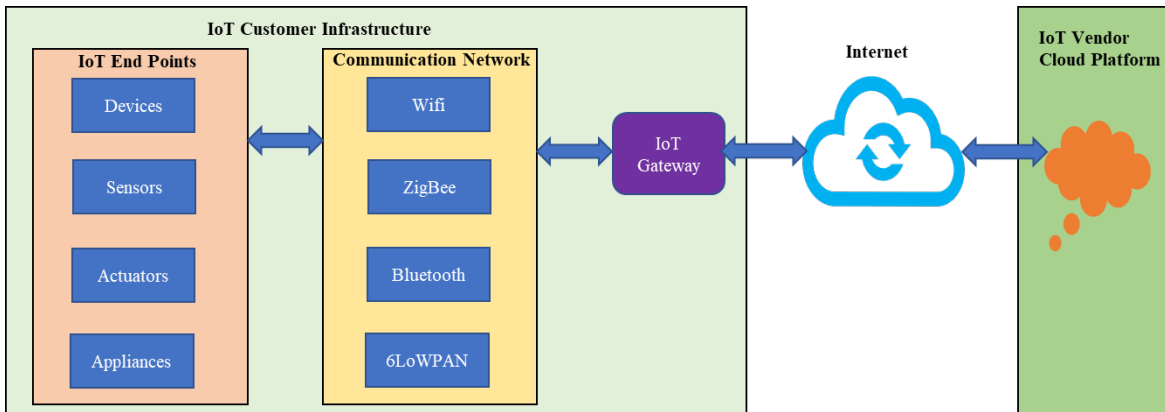 IoT Customer Infrastructure
IoT End Points
Devices
Sensors
Actuators
Appliances
Communication Network
Wifi
ZigBee
Bluetooth
6LoWPAN
IoT
Gateway
Internet
IoT Vendor
Cloud Platform